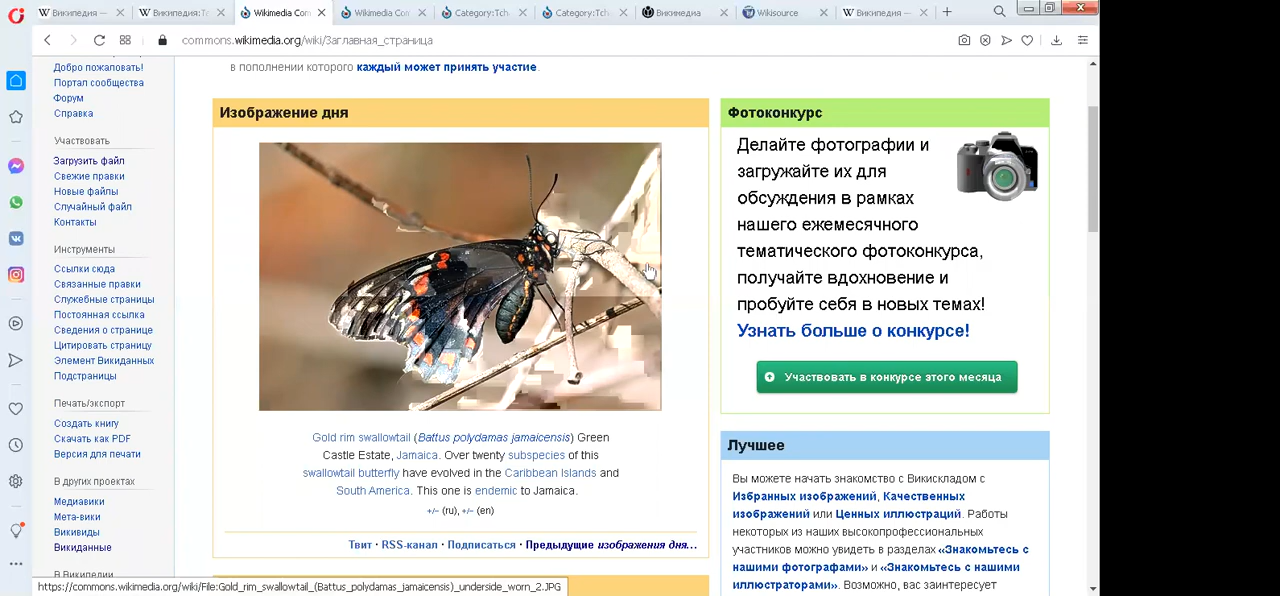 Википедия —
Википедия:Т
Wikimedia Com
Wikimedia Con
Category:Tch
Category:Tch
Викимедиа
Wikisource
Википедия —
commons.wikimedia.org/wiki/Заглавная_страница
Добро пожаловать!
Портал сообщества
Форум
Справка
Участвовать
Загрузить файл
Свежие правки
Новые файлы
Случайный файл
Контакты
Инструменты
Ссылки сюда
Связанные правки
Служебные страницы
Постоянная ссылка
Сведения о странице
Цитировать страницу
Элемент Викиданных
Подстраницы
Печать/экспорт
Создать книгу
Скачать как PDF
Версия для печати
В других проектах
Медиавики
Мета-вики
Викивиды
Викиданные
В Википедии
в пополнении которого каждый может принять участие.
Изображение дня
Gold rim swallowtail (Battus polydamas jamaicensis) Green
Castle Estate, Jamaica. Over twenty subspecies of this
swallowtail butterfly have evolved in the Caribbean Islands and
South America. This one is endemic to Jamaica.
+/− (ru), +/− (en)
Твит · RSS-канал · Подписаться · Предыдущие изображения дня...
Фотоконкурс
Делайте фотографии и
загружайте их для
обсуждения в рамках
нашего ежемесячного
тематического фотоконкурса,
получайте вдохновение и
пробуйте себя в новых темах!
Узнать больше о конкурсе!
Участвовать в конкурсе этого месяца
Лучшее
Вы можете начать знакомство с Викискладом с
Избранных изображений, Качественных
изображений или Ценных иллюстраций. Работы
некоторых из наших высокопрофессиональных
участников можно увидеть в разделах «Знакомьтесь с
нашими фотографами» и «Знакомьтесь с нашими
иллюстраторами». Возможно, вас заинтересует
https://commons.wikimedia.org/wiki/File:Gold_rim_swallowtail_(Battus_polydamas_jamaicensis)_underside_worn_2.JPG